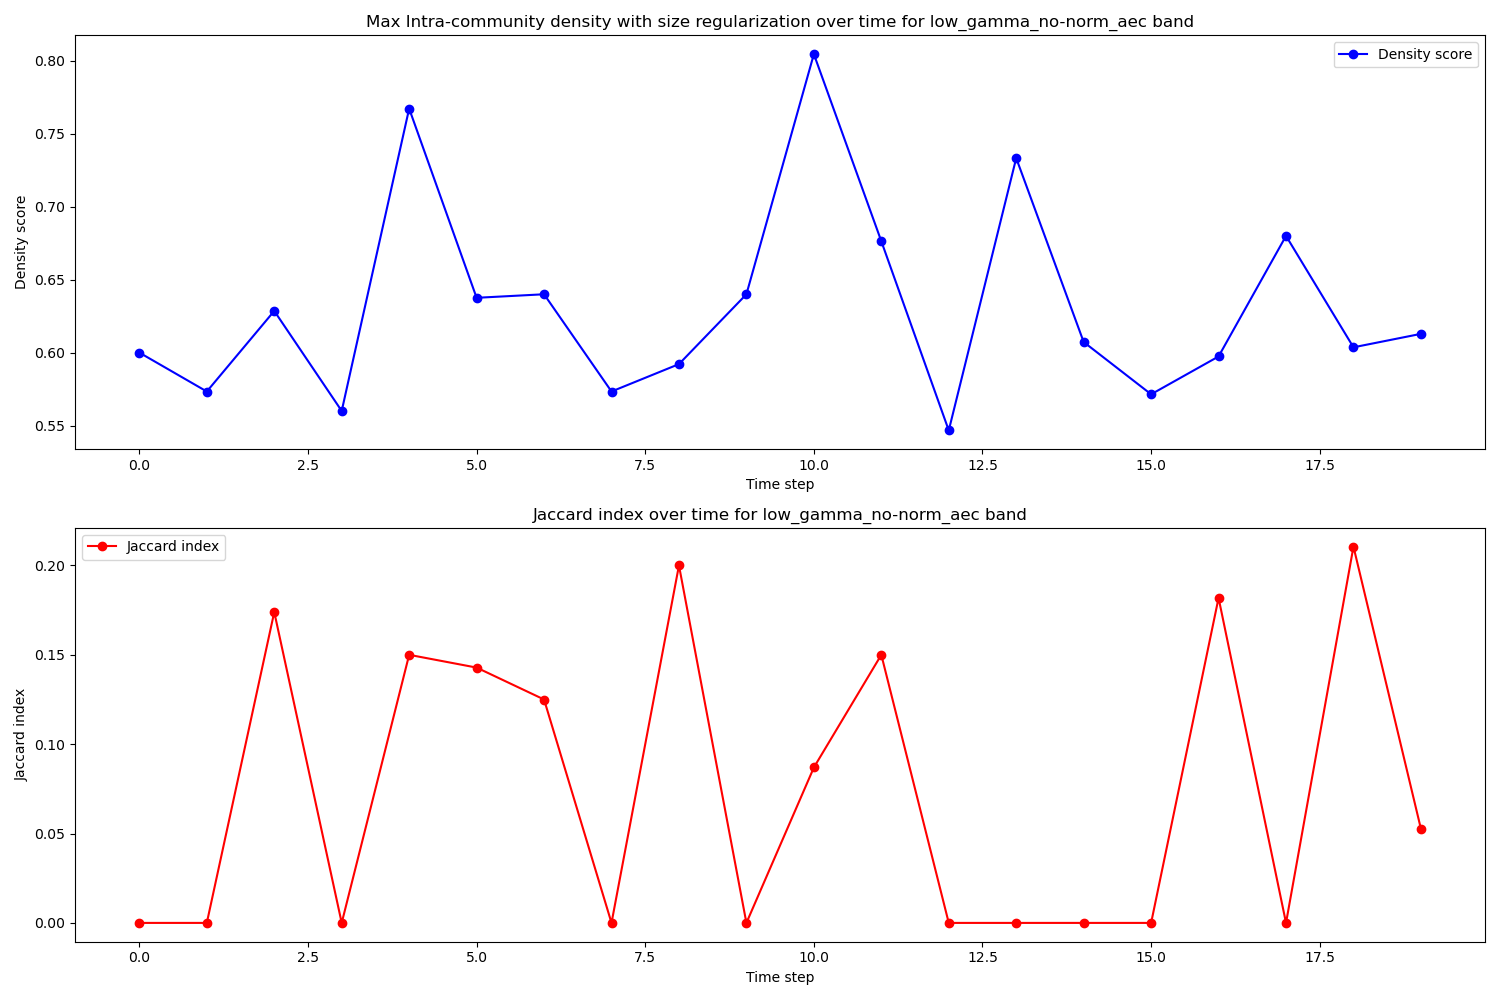 Max Intra-community density with size regularization over time for low_gamma_no-norm_aec band
Density score
0.80
0.75
0.70
0.65
0.60
0.55
Density score
0.0 2.5 5.0 7.5 10.0 12.5 15.0 17.5
Time step
Jaccard index over time for low_gamma_no-norm_aec band
Jaccard index
0.20
0.15
0.10
0.05
0.00
Jaccard index
0.0 2.5 5.0 7.5 10.0 12.5 15.0 17.5
Time step